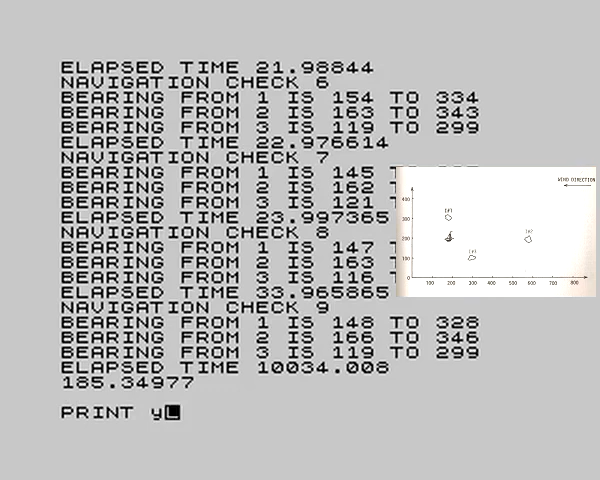 ELAPSED TIME 21.98844
NAVIGATION CHECK 6
BEARING FROM 1 IS 154 TO 334
BEARING FROM 2 IS 163 TO 343
BEARING FROM 3 IS 119 TO 299
ELAPSED TIME 22.976614
NAVIGATION CHECK 7
BEARING FROM 1 IS 145 T
BEARING FROM 2 IS 162
BEARING FROM 3 IS 121
ELAPSED TIME 23.997365
NAVIGATION CHECK 8
BEARING FROM 1 IS 147
BEARING FROM 2 IS 163
BEARING FROM 3 IS 116
ELAPSED TIME 33.965865
NAVIGATION CHECK 9
BEARING FROM 1 IS 148 TO 328
BEARING FROM 2 IS 166 TO 346
BEARING FROM 3 IS 119 TO 299
ELAPSED TIME 10034.008
185.34977
PRINT yL
WIND DIRECTION
400
300
200
100
0
100 200 300 400 500 600 700 800